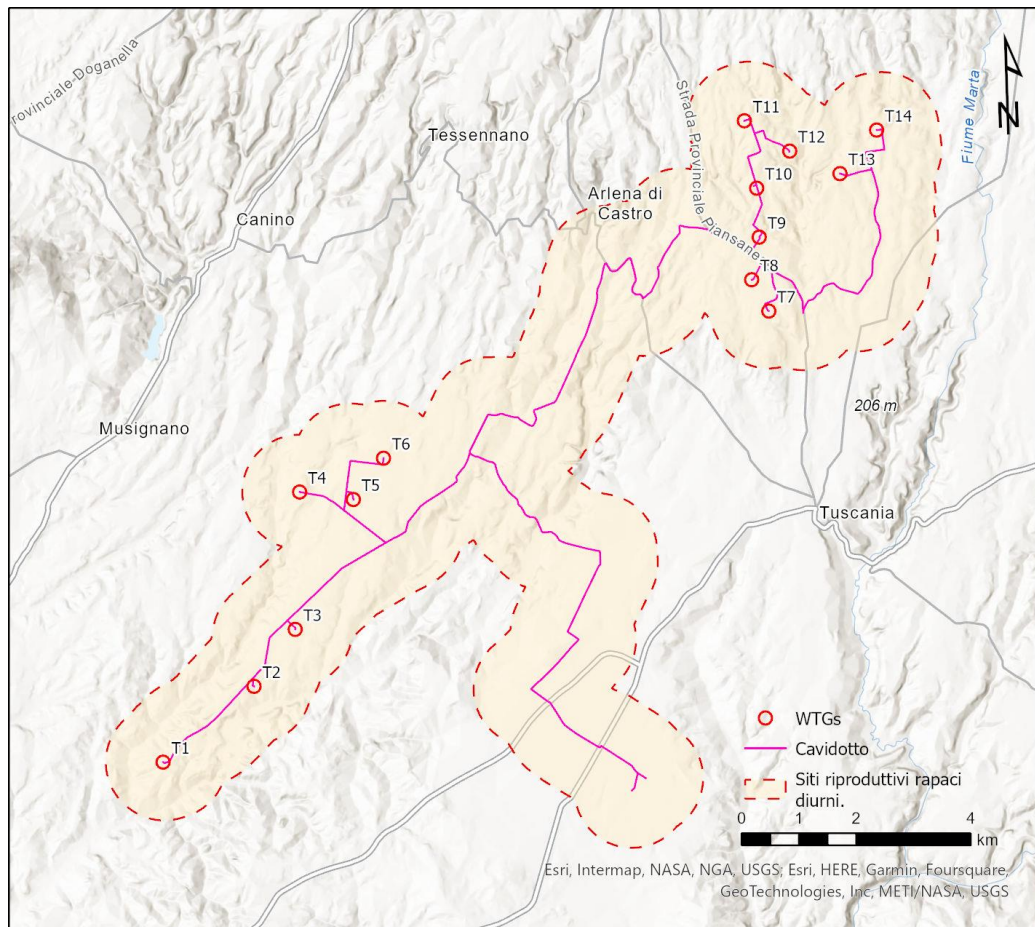 rovinciale-Doganella
Fiume Marta
N
Strada Provinciale Piansane
T11
T14
T12
Tessennano
T13
Arlena di
Castro
T10
Canino
T9
T8
T7
206 m
Musignano
T6
T4
T5
Tuscania
T3
T2
WTGs
T1
Cavidotto
Siti riproduttivi rapaci
diurni.
0 1 2 4
km
Esri, Intermap, NASA, NGA, USGS; Esri, HERE, Garmin, Foursquare,
GeoTechnologies, Inc, METI/NASA, USGS